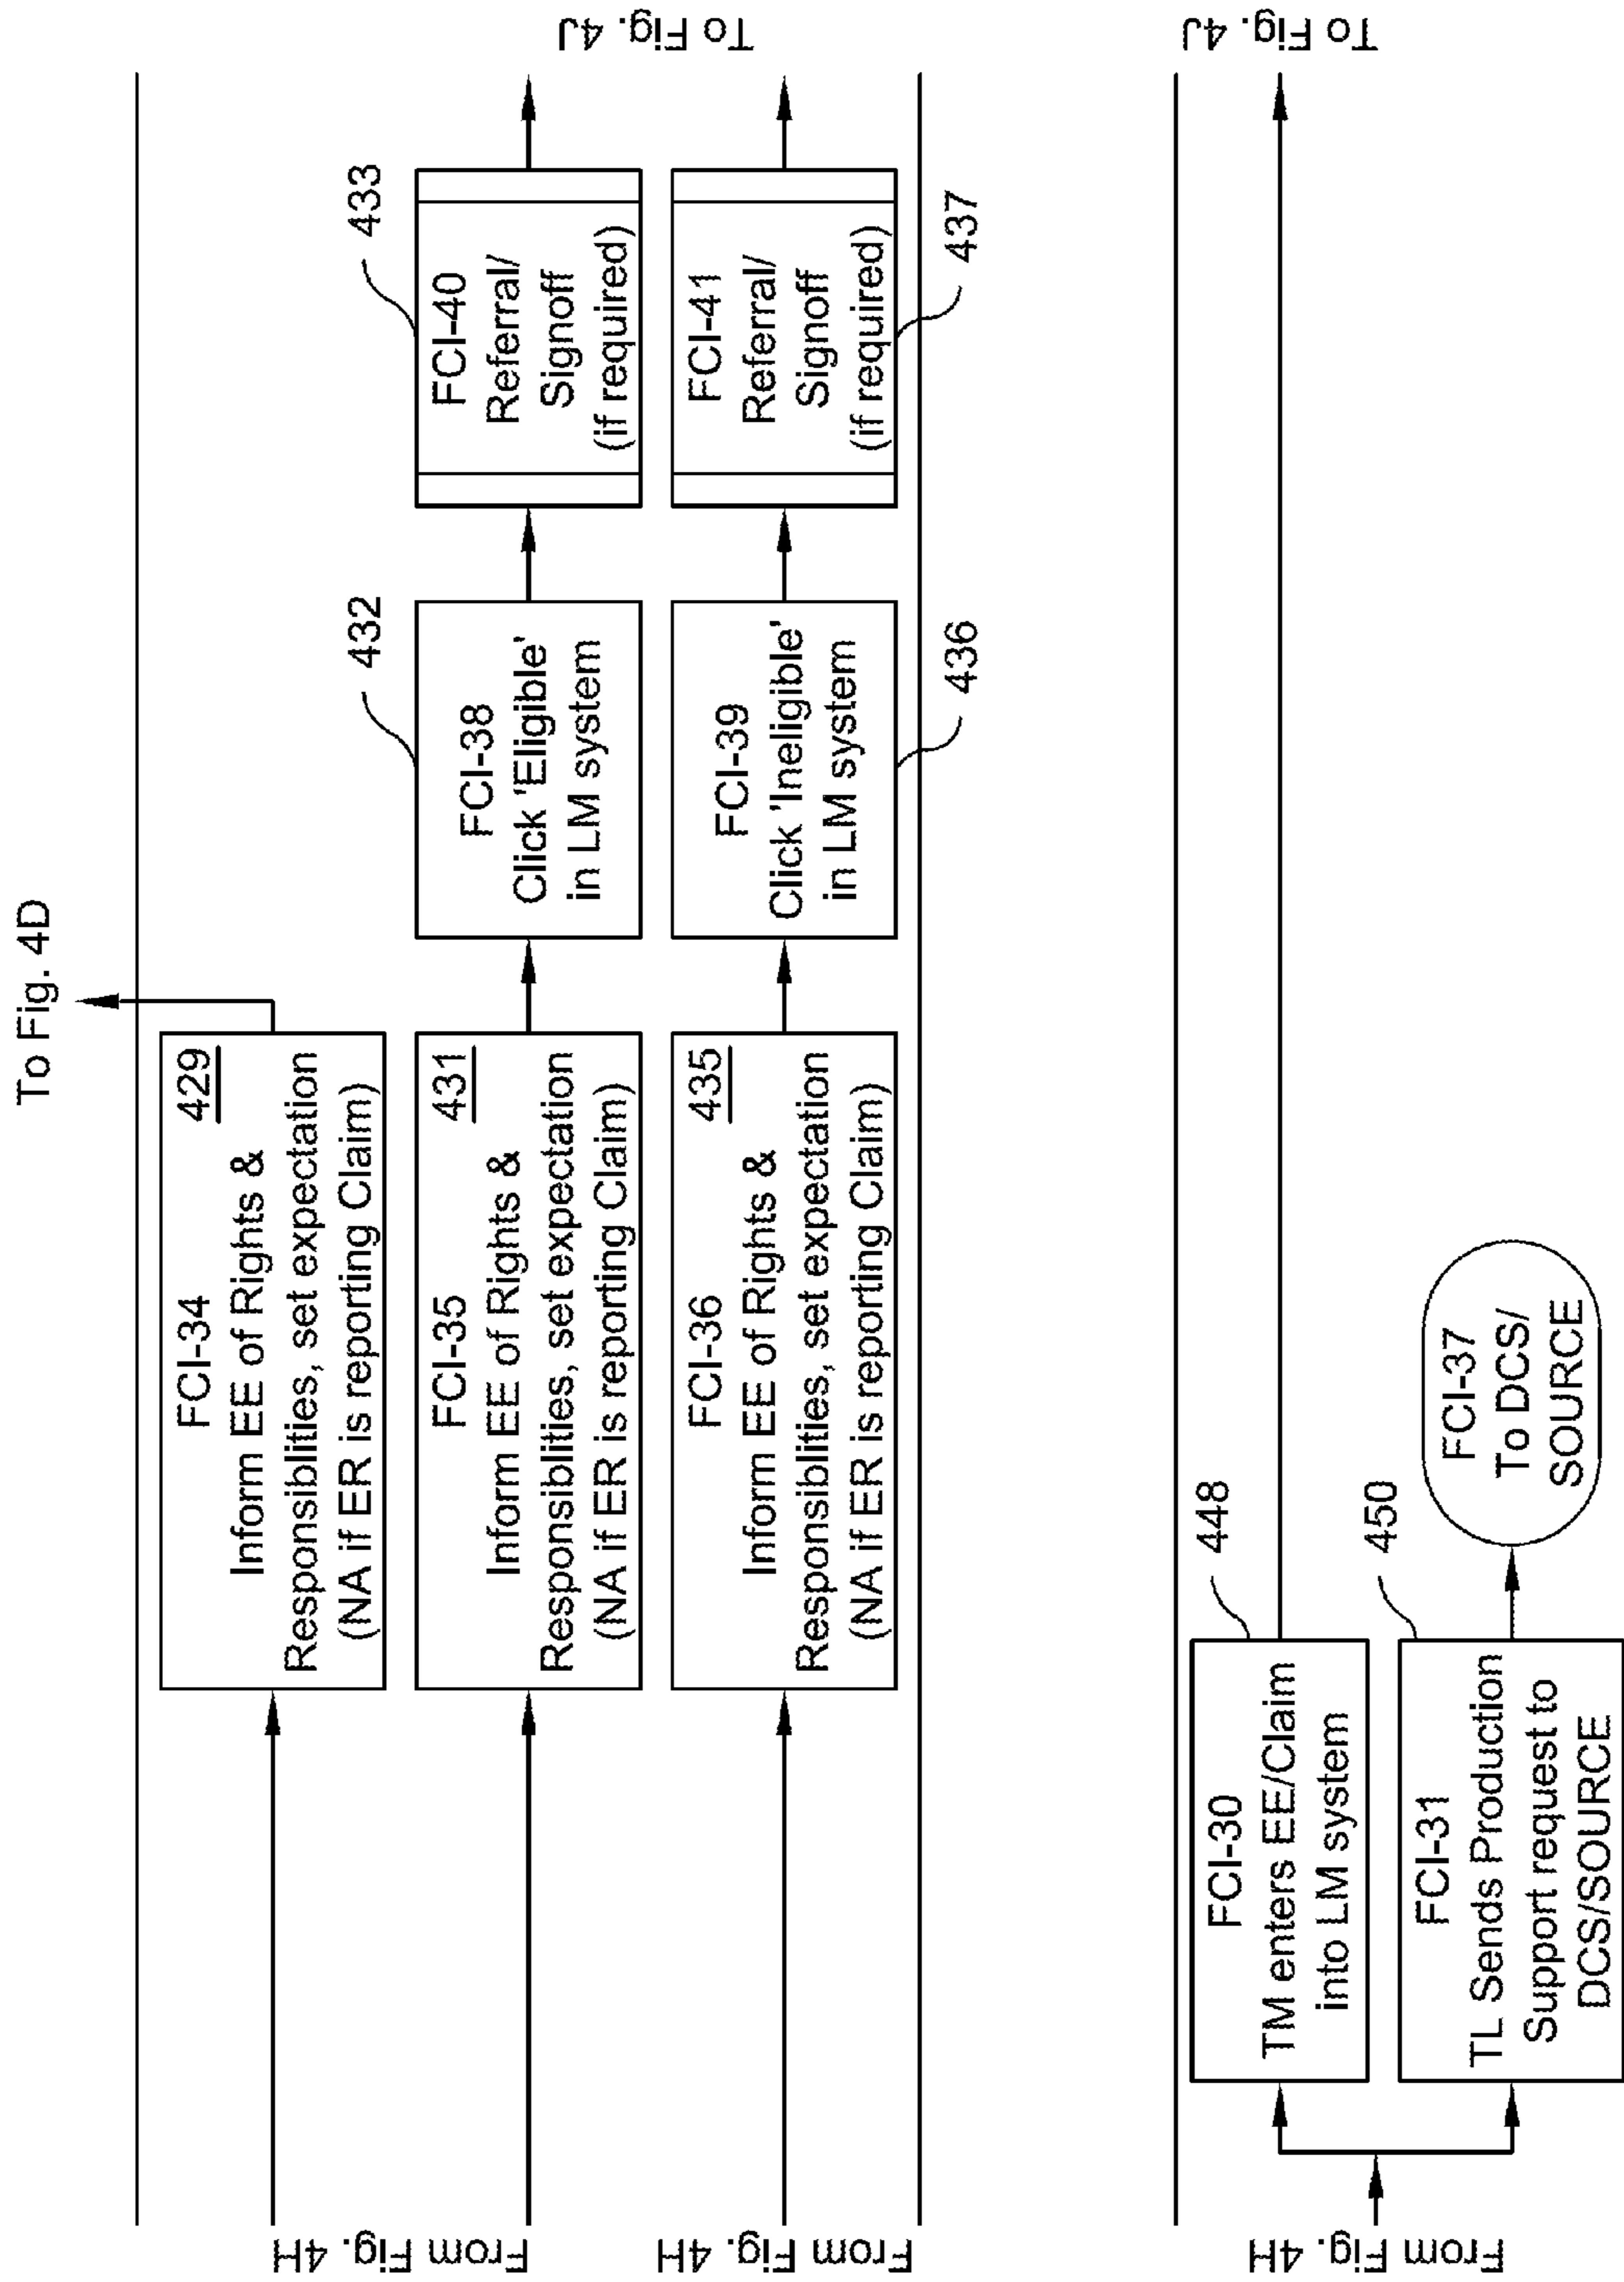 To Fig. 4D
From Fig. 4H
FCI-34
429
Inform EE of Rights &
Responsiblities, set expectation
(NA if ER is reporting Claim)
FCI-35
431
Inform EE of Rights &
Responsiblities, set expectation
(NA if ER is reporting Claim)
432
FCI-38
Click 'Eligible'
in LM system
433
FCI-40
Referral/
Signoff
(if required)
To Fig. 4J
From Fig. 4H
FCI-36
435
Inform EE of Rights &
Responsiblities, set expectation
(NA if ER is reporting Claim)
FCI-39
Click 'Ineligible'
in LM system
436
FCI-41
Referral/
Signoff
(if required)
437
From Fig. 4H
448
FCI-30
TM enters EE/Claim
into LM system
To Fig. 4J
450
FCI-31
TL Sends Production
Support request to
DCS/SOURCE
FCI-37
To DCS/
SOURCE